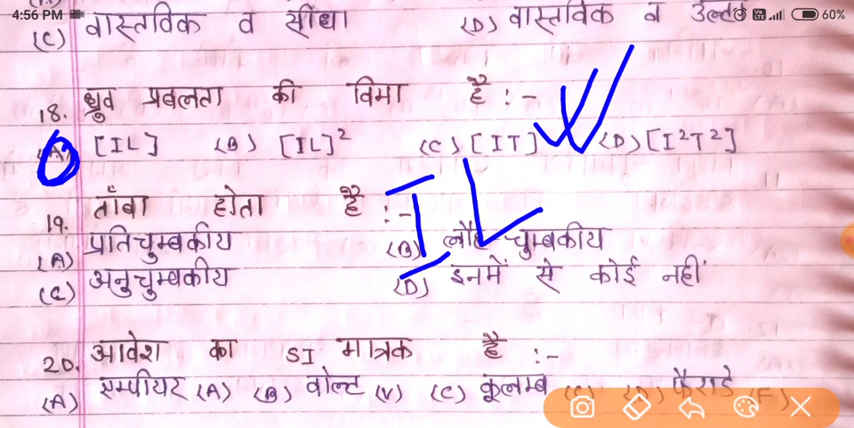 4:56 PM 60%
(C) वास्तविक व सीधा (D) वास्तविक व
18. ध्रुव प्रबलता की विमा है :-
(A) [IL] (B) [IL]² (C) [IT] (D) [I²T²]
IL
19. ताँबा होता है :-
(A) प्रतिचुम्बकीय (B) लौह चुम्बकीय
(C) अनुचुम्बकीय (D) इनमें से कोई नहीं
20. आवेश का SI मात्रक है :-
(A) एम्पीयर (A) (B) वोल्ट (V) (C) कूलम्ब (C) (D) फैराडे (F)